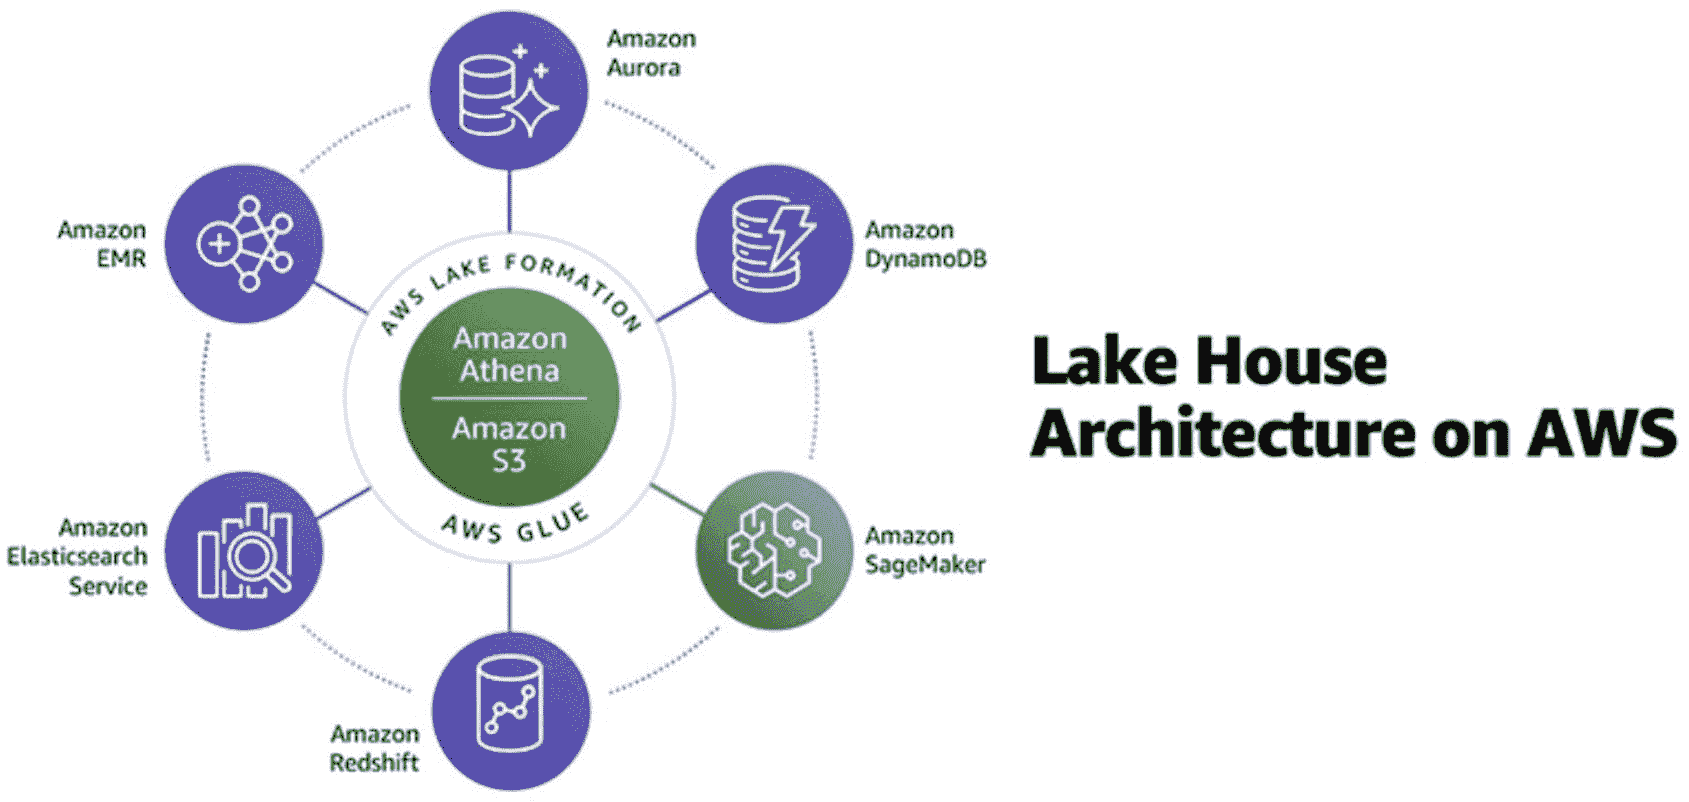 Amazon
Aurora
Amazon
EMR
Amazon
DynamoDB
AWS LAKE FORMATION
Amazon
Athena
Amazon
S3
AWS GLUE
Lake House
Architecture on AWS
Amazon
Elasticsearch
Service
Amazon
SageMaker
Amazon
Redshift